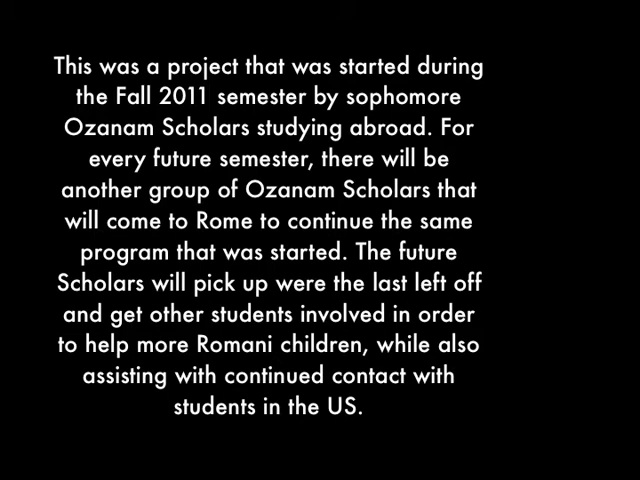 This was a project that was started during
the Fall 2011 semester by sophomore
Ozanam Scholars studying abroad. For
every future semester, there will be
another group of Ozanam Scholars that
will come to Rome to continue the same
program that was started. The future
Scholars will pick up were the last left off
and get other students involved in order
to help more Romani children, while also
assisting with continued contact with
students in the US.